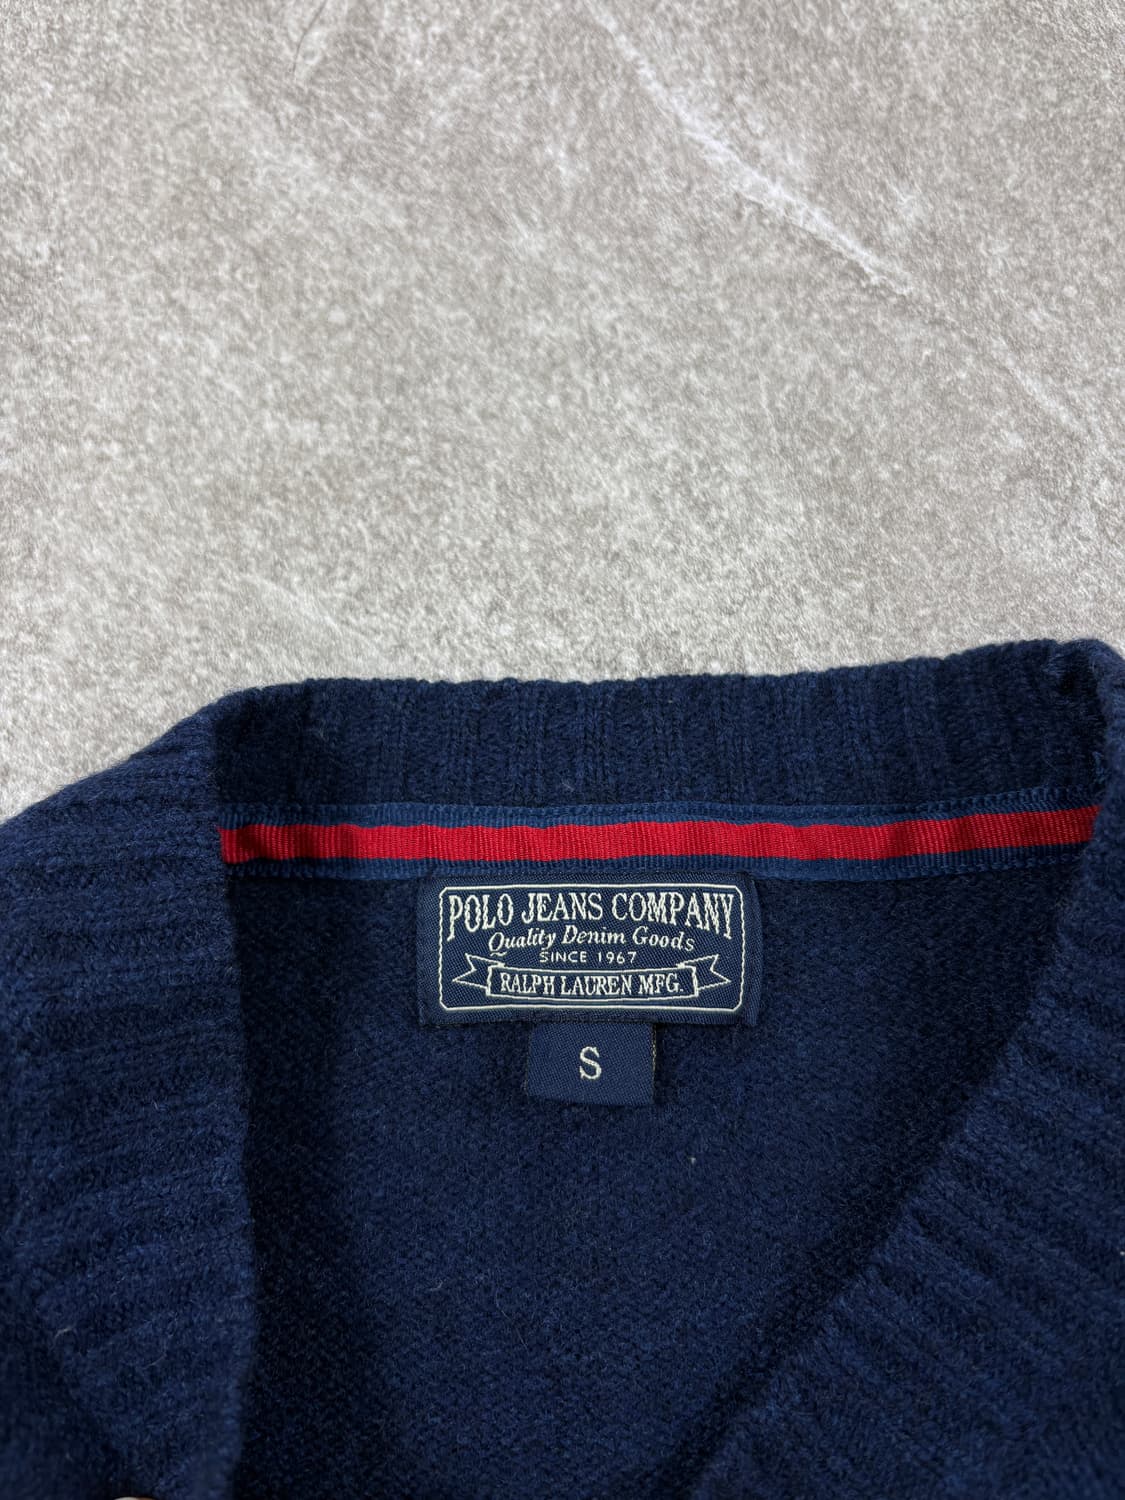 POLO JEANS COMPANY
Quality Denim Goods
SINCE 1967
RALPH LAUREN MFG.
S